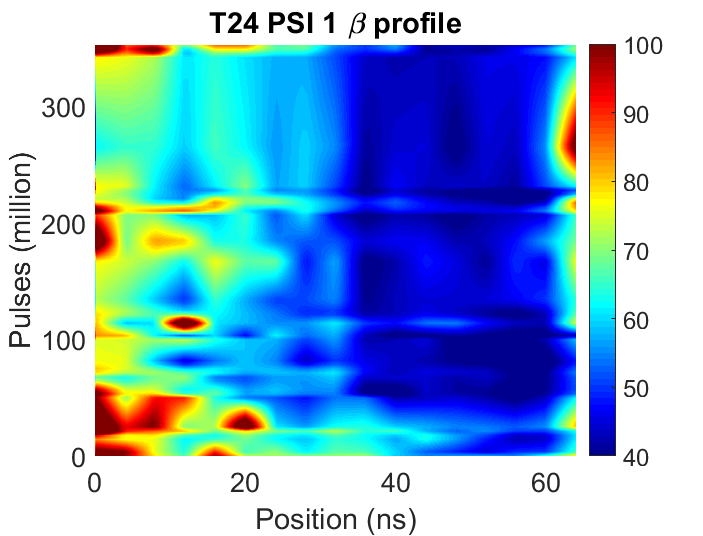 T24 PSI 1 β profile
Pulses (million)
300
200
100
0
0 20 40 60
Position (ns)
100
90
80
70
60
50
40